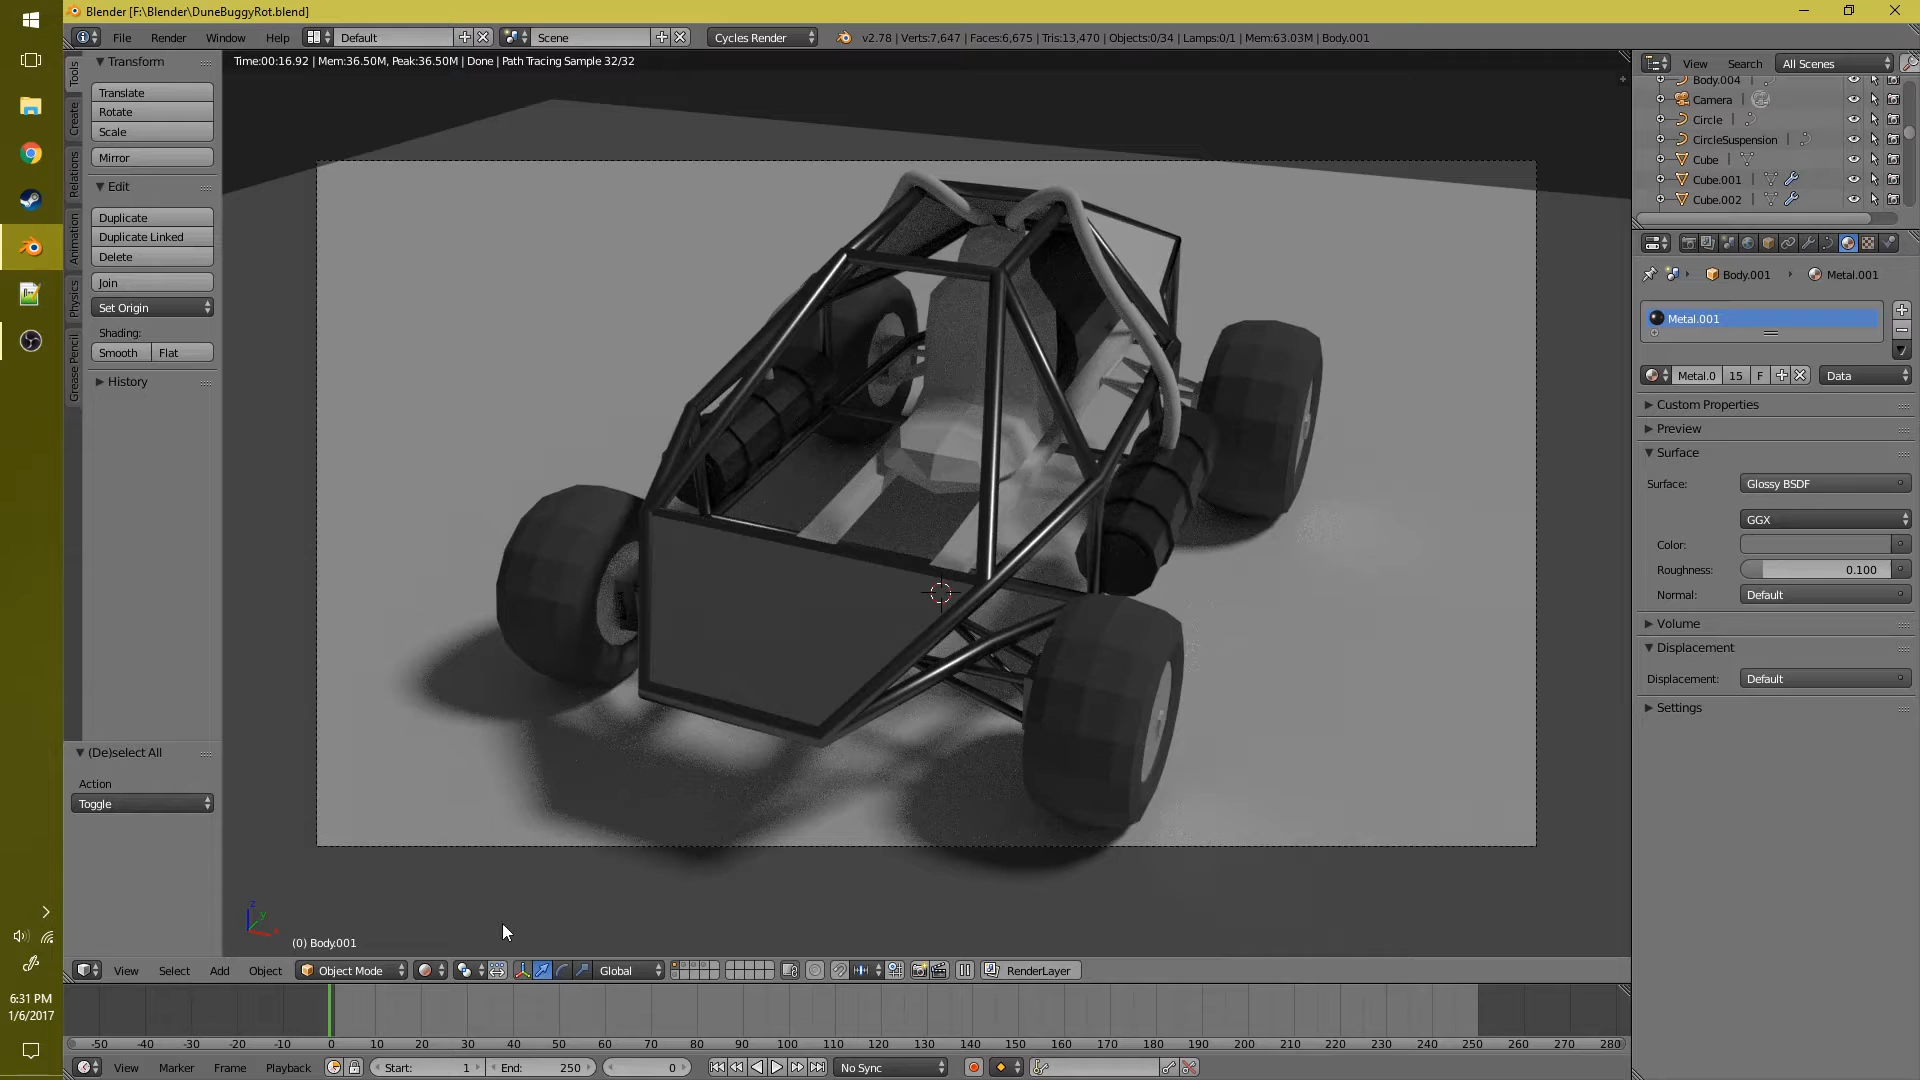 Blender [F:\Blender\DuneBuggyRot.blend]
File Render Window Help Default Scene Cycles Render v2.78 | Verts:7,647 | Faces:6,675 | Tris:13,470 | Objects:0/34 | Lamps:0/1 | Mem:63.03M | Body.001
Time:00:16.92 | Mem:36.50M, Peak:36.50M | Done | Path Tracing Sample 32/32
Tools
Create
Relations
Animation
Physics
Grease Pencil
Transform
Translate
Rotate
Scale
Mirror
Edit
Duplicate
Duplicate Linked
Delete
Join
Set Origin
Shading:
Smooth Flat
History
(De)select All
Action
Toggle
View Search All Scenes
Body.004
Camera
Circle
CircleSuspension
Cube
Cube.001
Cube.002
Body.001 Metal.001
Metal.001
Metal.0 15 F Data
Custom Properties
Preview
Surface
Surface: Glossy BSDF
GGX
Color:
Roughness: 0.100
Normal: Default
Volume
Displacement
Displacement: Default
Settings
z
y
x
(0) Body.001
View Select Add Object Object Mode Global RenderLayer
-50 -40 -30 -20 -10 0 10 20 30 40 50 60 70 80 90 100 110 120 130 140 150 160 170 180 190 200 210 220 230 240 250 260 270 280
View Marker Frame Playback Start: 1 End: 250 0 No Sync
6:31 PM
1/6/2017